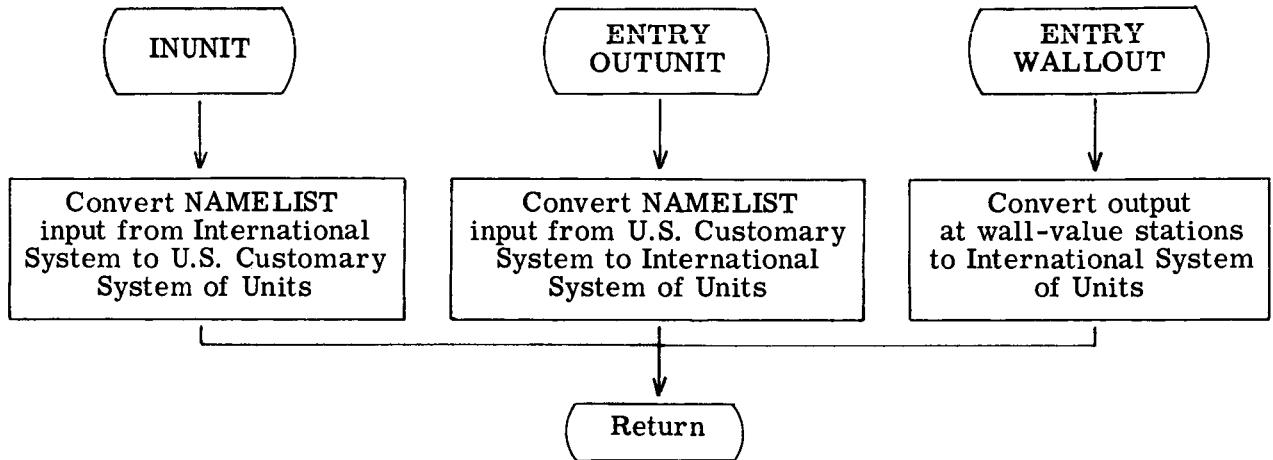 INUNIT
ENTRY
OUTUNIT
ENTRY
WALLOUT
Convert NAMELIST
input from International
System to U.S. Customary
System of Units
Convert NAMELIST
input from U.S. Customary
System to International
System of Units
Convert output
at wall-value stations
to International System
of Units
Return